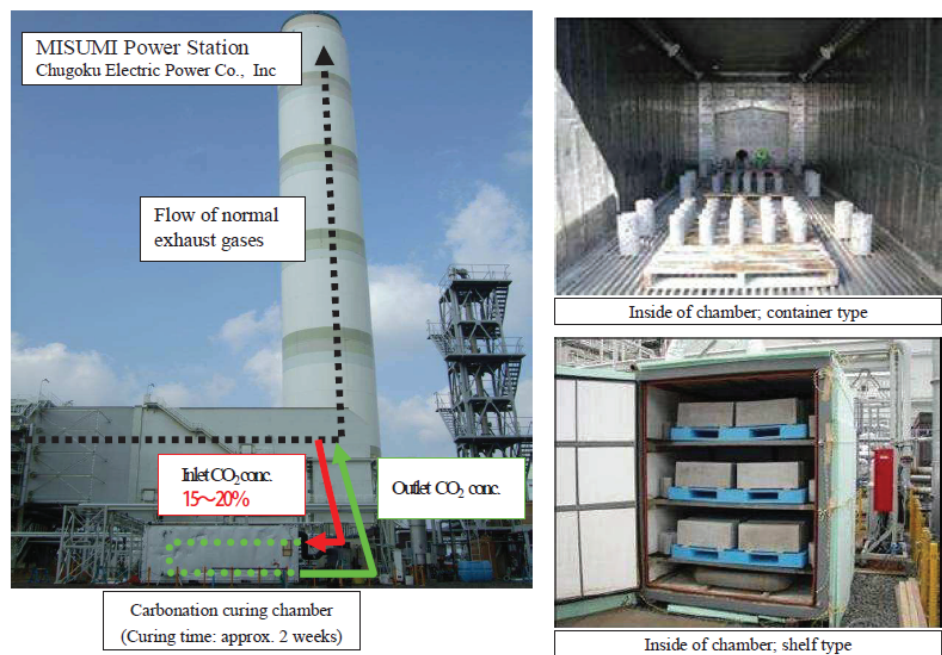 MISUMI Power Station
Chugoku Electric Power Co., Inc
Flow of normal
exhaust gases
Inlet CO₂ conc.
15～20%
Outlet CO₂ conc.
Carbonation curing chamber
(Curing time: approx. 2 weeks)
Inside of chamber; container type
Inside of chamber; shelf type